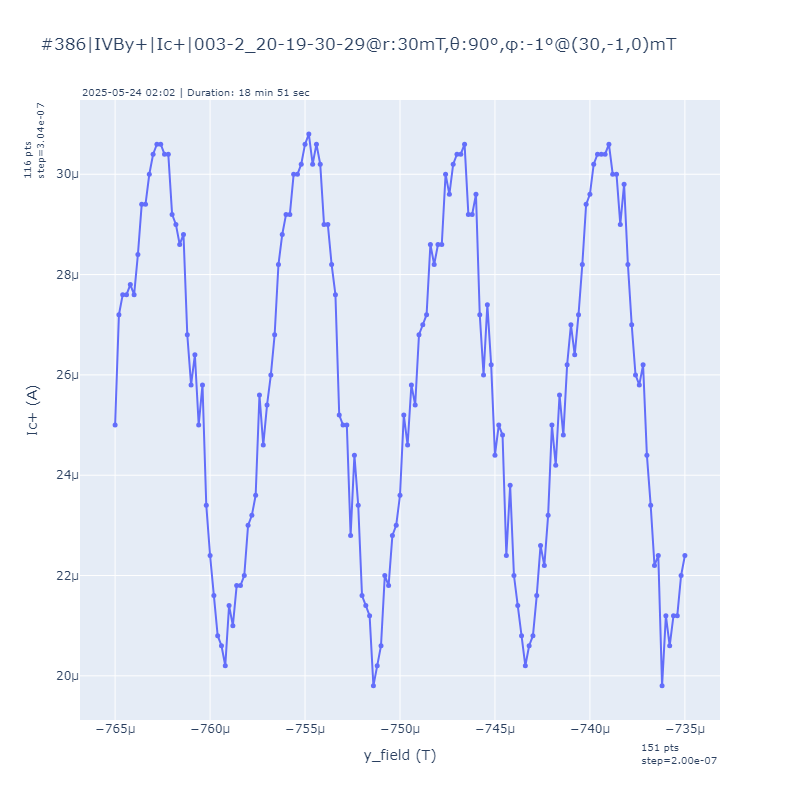 #386|IVBy+|Ic+|003-2_20-19-30-29@r:30mT,θ:90º,φ:-1º@(30,-1,0)mT
2025-05-24 02:02 | Duration: 18 min 51 sec
116 pts
step=3.04e-07
30μ
28μ
26μ
24μ
22μ
20μ
Ic+ (A)
−765μ
−760μ
−755μ
−750μ
−745μ
−740μ
−735μ
y_field (T)
151 pts
step=2.00e-07